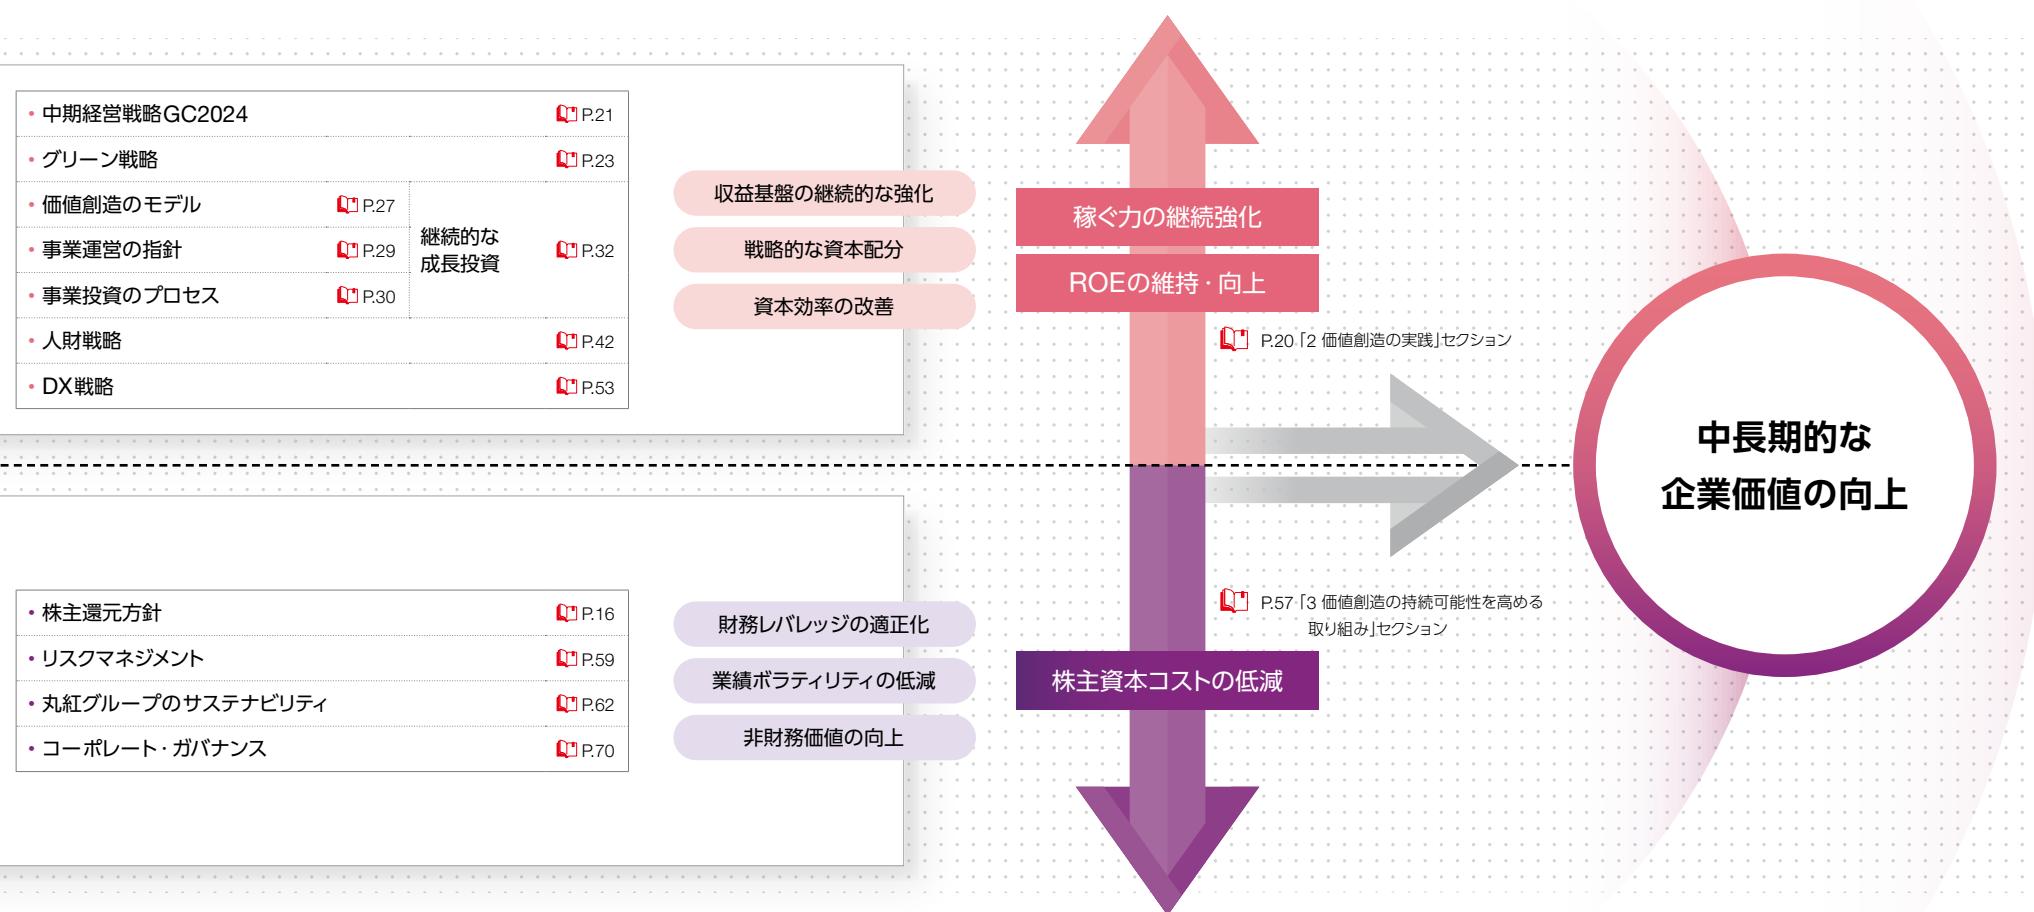 ・中期経営戦略GC2024 P.21
・グリーン戦略 P.23
・価値創造のモデル P.27
・事業運営の指針 P.29
・事業投資のプロセス P.30
継続的な
成長投資 P.32
・人財戦略 P.42
・DX戦略 P.53
収益基盤の継続的な強化
戦略的な資本配分
資本効率の改善
稼ぐ力の継続強化
ROEの維持・向上
P.20「2 価値創造の実践」セクション
・株主還元方針 P.16
・リスクマネジメント P.59
・丸紅グループのサステナビリティ P.62
・コーポレート・ガバナンス P.70
財務レバレッジの適正化
業績ボラティリティの低減
非財務価値の向上
P.57「3 価値創造の持続可能性を高める
取り組み」セクション
株主資本コストの低減
中長期的な
企業価値の向上